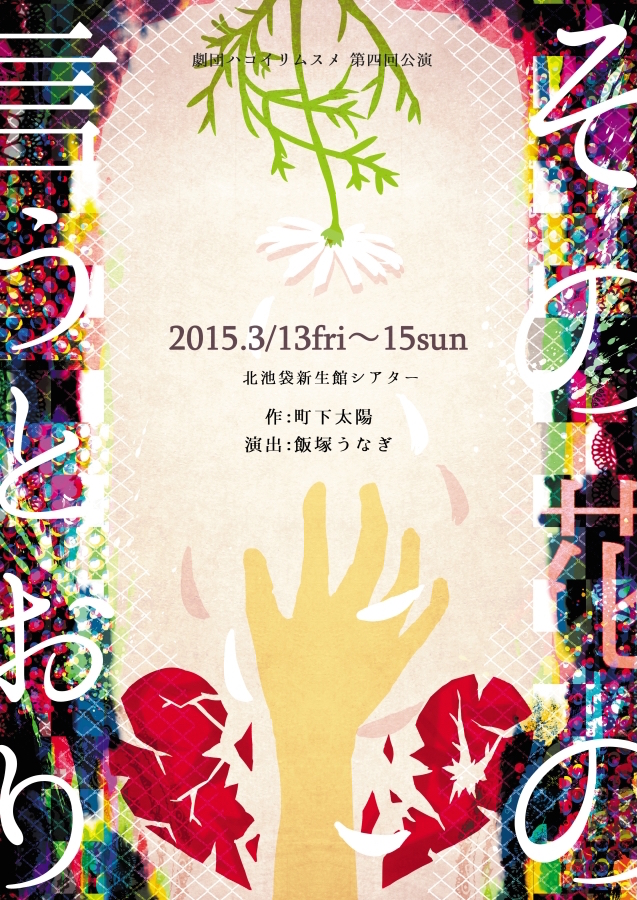 劇団ハコイリムスメ 第四回公演
その花の
言うとおり
2015.3/13fri～15sun
北池袋新生館シアター
作:町下太陽
演出:飯塚うなぎ